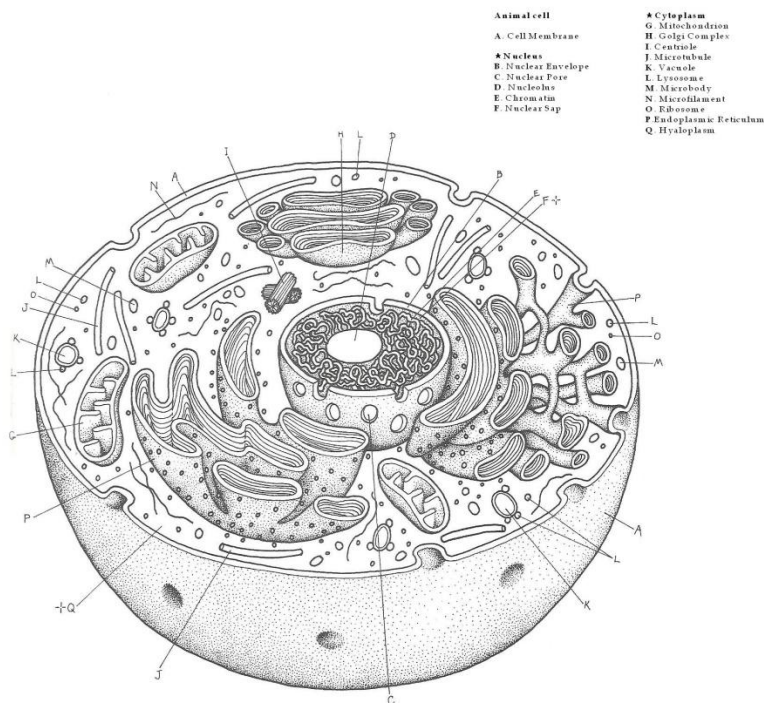 Animal cell
A. Cell Membrane
★Nucleus
B. Nuclear Envelope
C. Nuclear Pore
D. Nucleolus
E. Chromatin
F. Nuclear Sap
★Cytoplasm
G. Mitochondrion
H. Golgi Complex
I. Centriole
J. Microtubule
K. Vacuole
L. Lysosome
M. Microbody
N. Microfilament
O. Ribosome
P. Endoplasmic Reticulum
Q. Hyaloplasm
H L D
I
B
A
E
N
F÷
M
L
O
J
P
L
O
K
M
L
G
P
A
L
÷Q
K
J
C